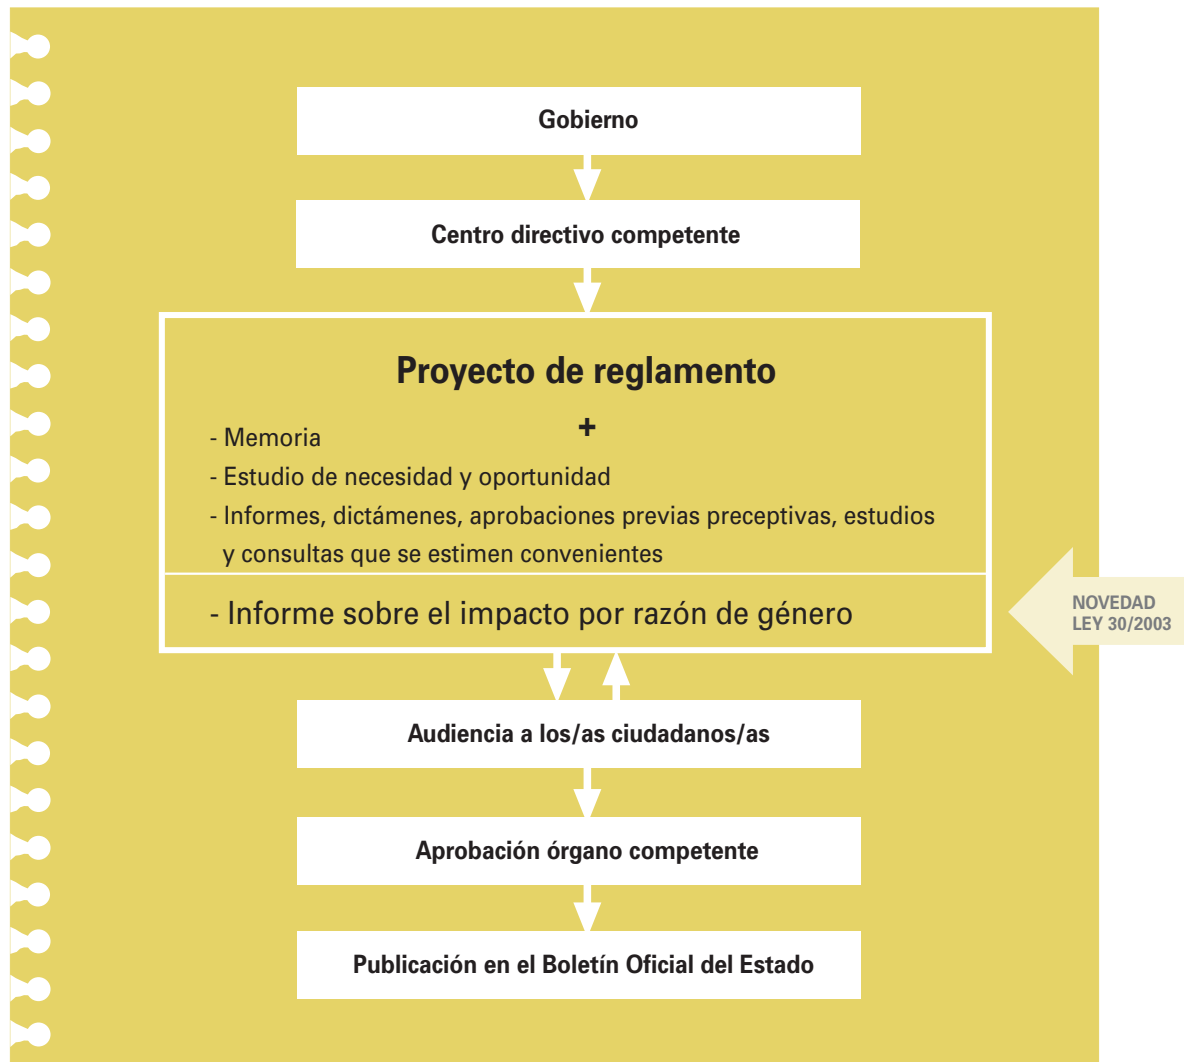 Gobierno
Centro directivo competente
Proyecto de reglamento
+
- Memoria
- Estudio de necesidad y oportunidad
- Informes, dictámenes, aprobaciones previas preceptivas, estudios
y consultas que se estimen convenientes
- Informe sobre el impacto por razón de género
NOVEDAD
LEY 30/2003
Audiencia a los/as ciudadanos/as
Aprobación órgano competente
Publicación en el Boletín Oficial del Estado